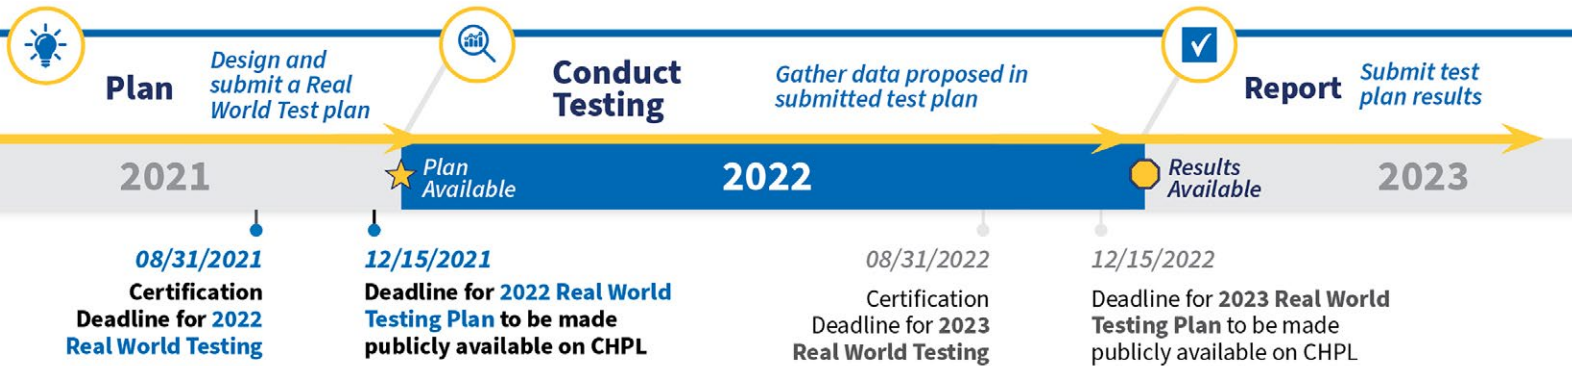 Plan
Design and
submit a Real
World Test plan
Conduct
Testing
Gather data proposed in
submitted test plan
Report
Submit test
plan results
2021
Plan
Available
2022
Results
Available
2023
08/31/2021
Certification
Deadline for 2022
Real World Testing
12/15/2021
Deadline for 2022 Real World
Testing Plan to be made
publicly available on CHPL
08/31/2022
Certification
Deadline for 2023
Real World Testing
12/15/2022
Deadline for 2023 Real World
Testing Plan to be made
publicly available on CHPL